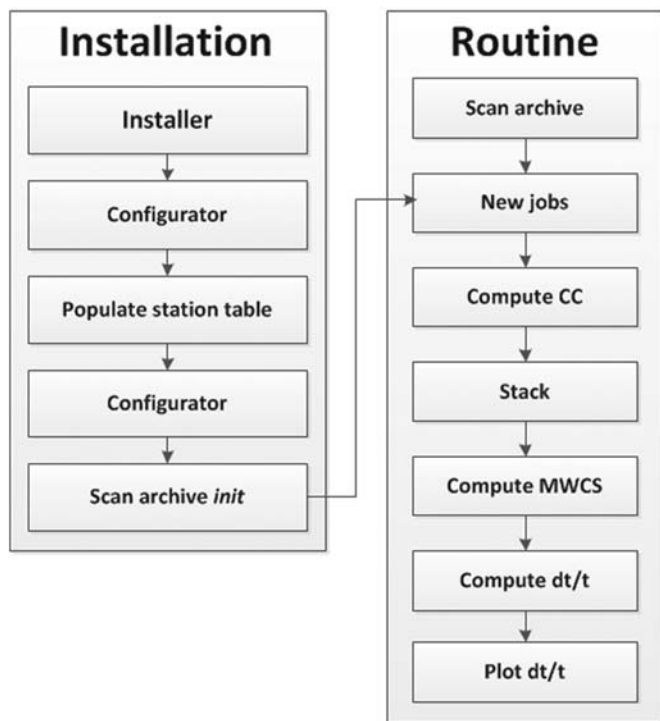 Installation
Installer
Configurator
Populate station table
Configurator
Scan archive init
Routine
Scan archive
New jobs
Compute CC
Stack
Compute MWCS
Compute dt/t
Plot dt/t